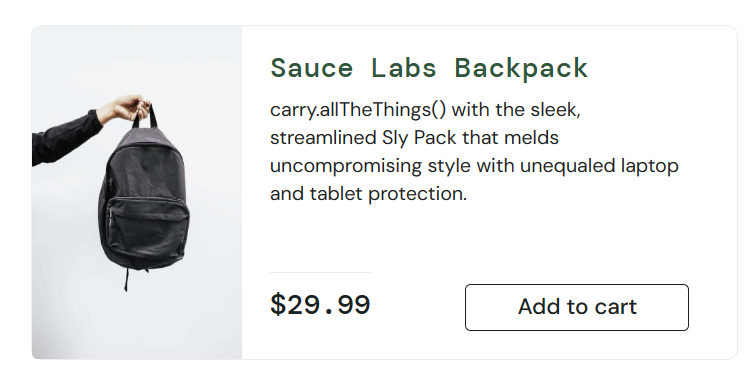 Sauce Labs Backpack
carry.allTheThings() with the sleek,
streamlined Sly Pack that melds
uncompromising style with unequaled laptop
and tablet protection.
$29.99
Add to cart